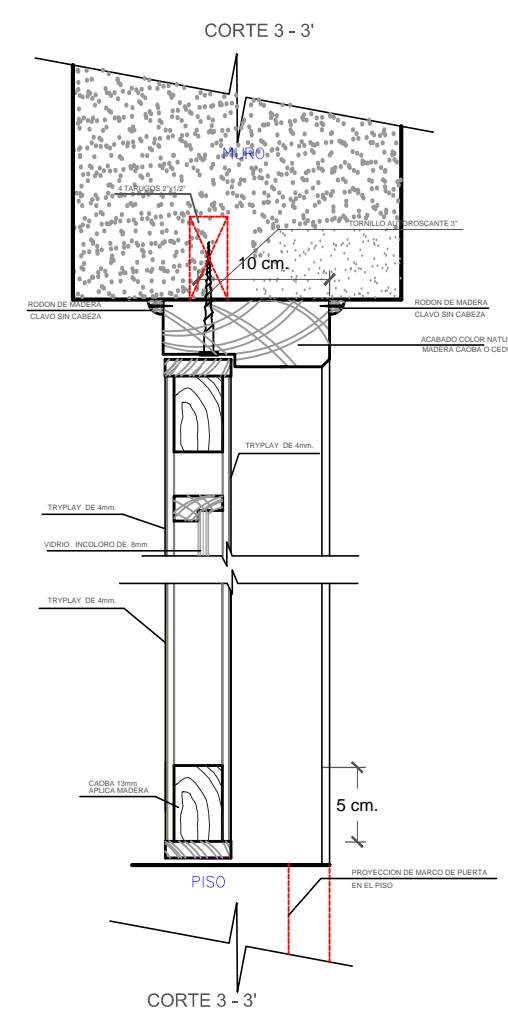 CORTE 3 - 3'
MURO
4 TARUGOS 2"x1/2"
TORNILLO AUTOROSCANTE 3"
10 cm.
RODON DE MADERA
CLAVO SIN CABEZA
RODON DE MADERA
CLAVO SIN CABEZA
ACABADO COLOR NATU
MADERA CAOBA O CED
TRYPLAY DE 4mm.
TRYPLAY DE 4mm.
VIDRIO INCOLORO DE 8mm
TRYPLAY DE 4mm.
CAOBA 13mm
APLICA MADERA
5 cm.
PISO
PROYECCION DE MARCO DE PUERTA
EN EL PISO
CORTE 3 - 3'